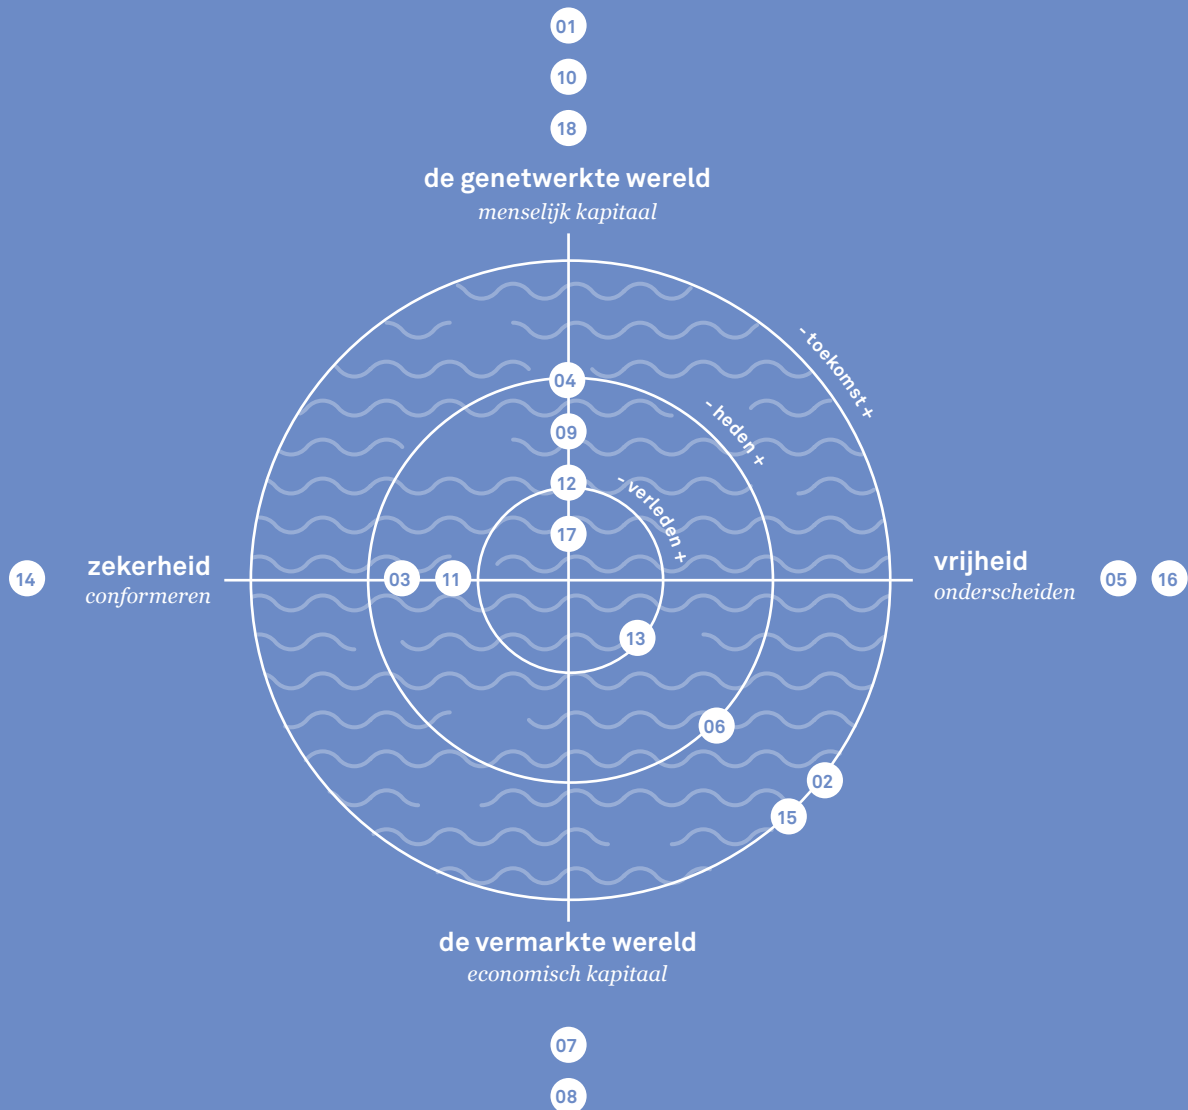 01
10
18
de genetwerkte wereld
menselijk kapitaal
- toekomst +
- heden +
- verleden +
04
09
12
17
14
zekerheid
conformeren
03
11
vrijheid
onderscheiden
05
16
13
06
02
15
de vermarkte wereld
economisch kapitaal
07
08